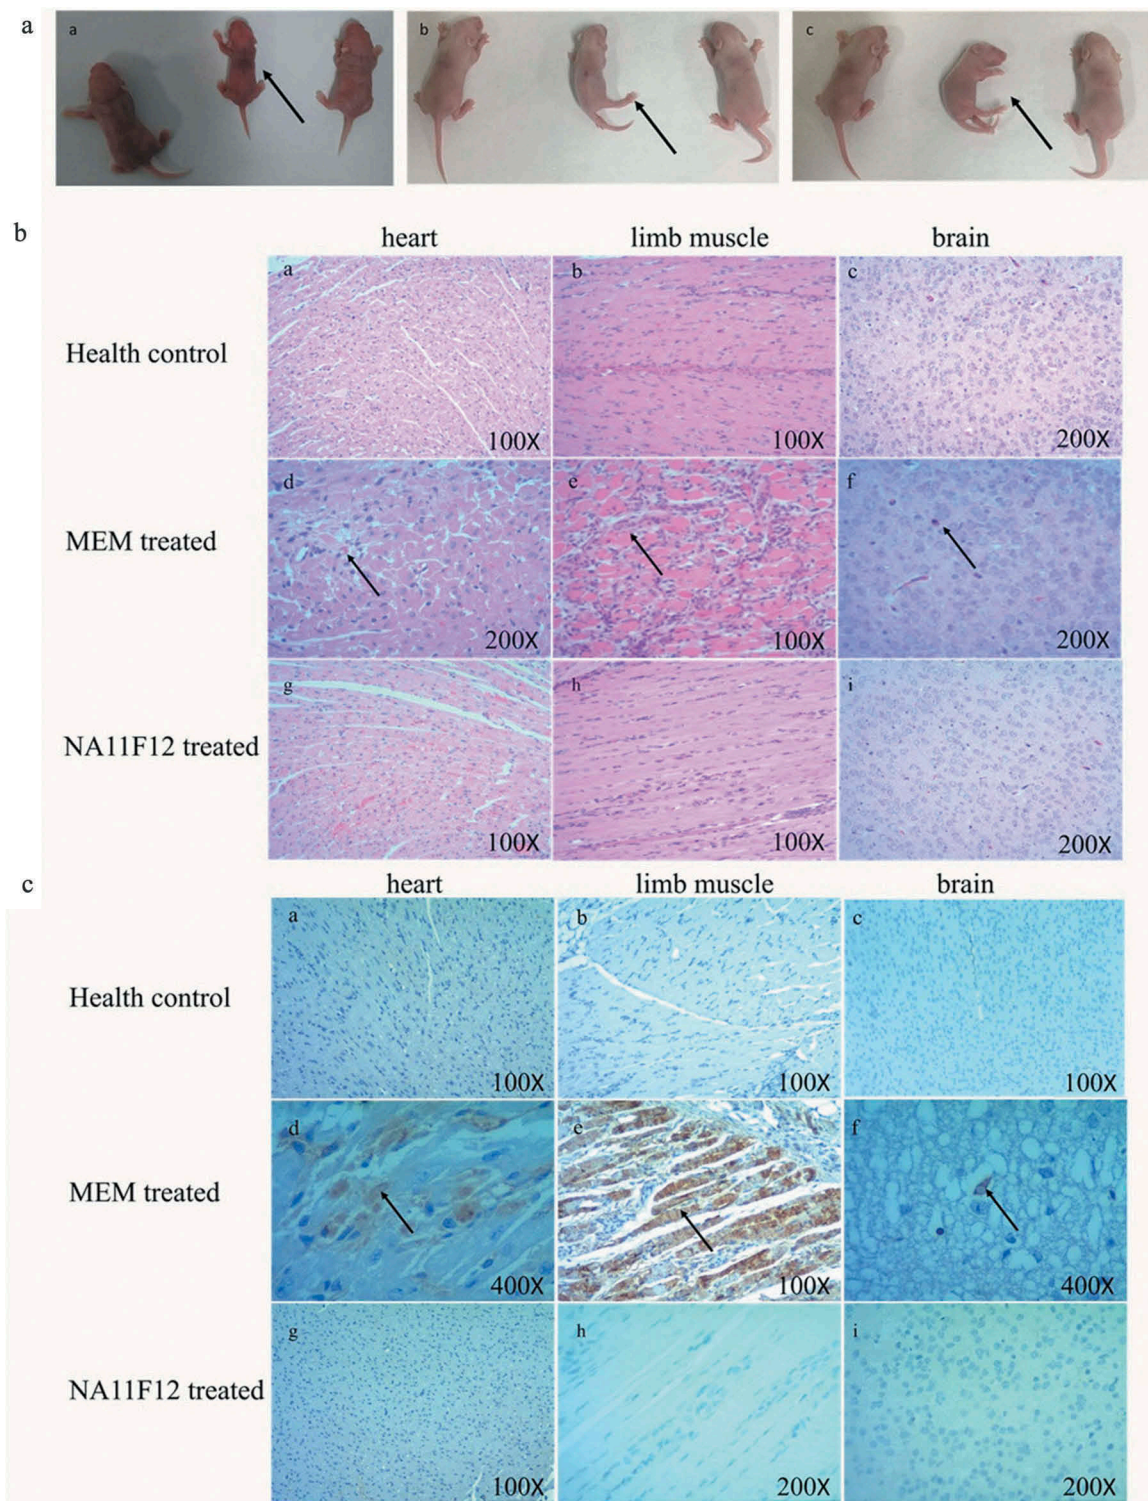 a
a b c
b
heart limb muscle brain
a b c
Health control
100X 100X 200X
d e f
MEM treated
200X 100X 200X
g h i
NA11F12 treated
100X 100X 200X
c
heart limb muscle brain
a b c
Health control
100X 100X 100X
d e f
MEM treated
400X 100X 400X
g h i
NA11F12 treated
100X 200X 200X